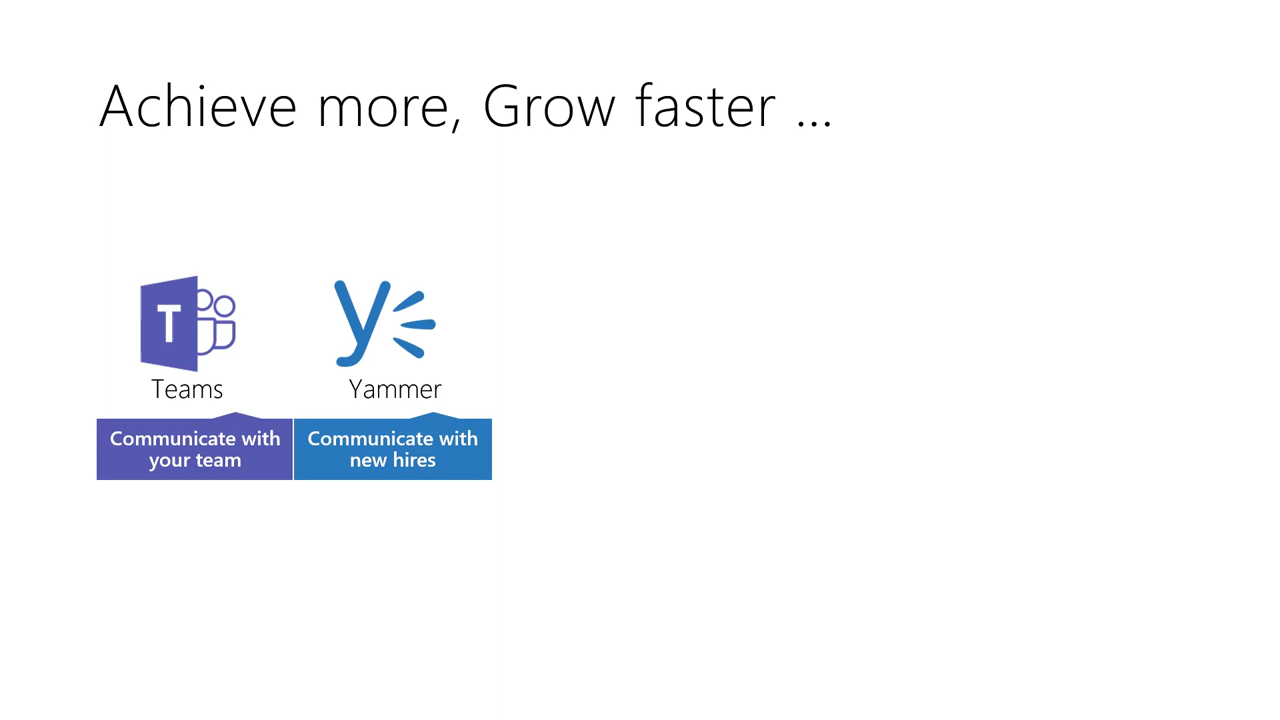 Achieve more, Grow faster ...
T
y
Teams
Yammer
Communicate with
your team
Communicate with
new hires